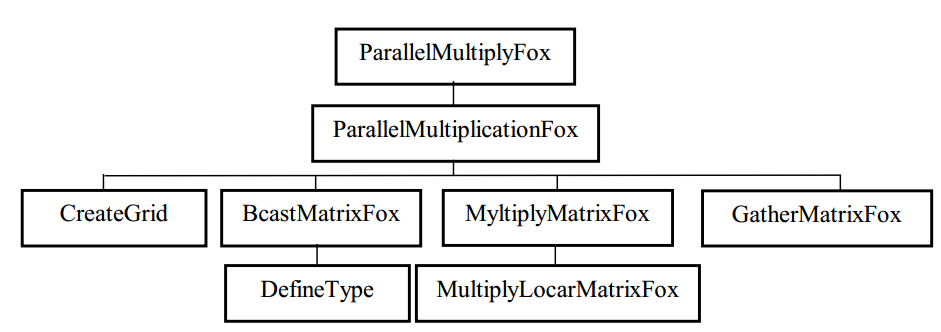 ParallelMultiplyFox
ParallelMultiplicationFox
CreateGrid
BcastMatrixFox
MyltiplyMatrixFox
GatherMatrixFox
DefineType
MultiplyLocarMatrixFox